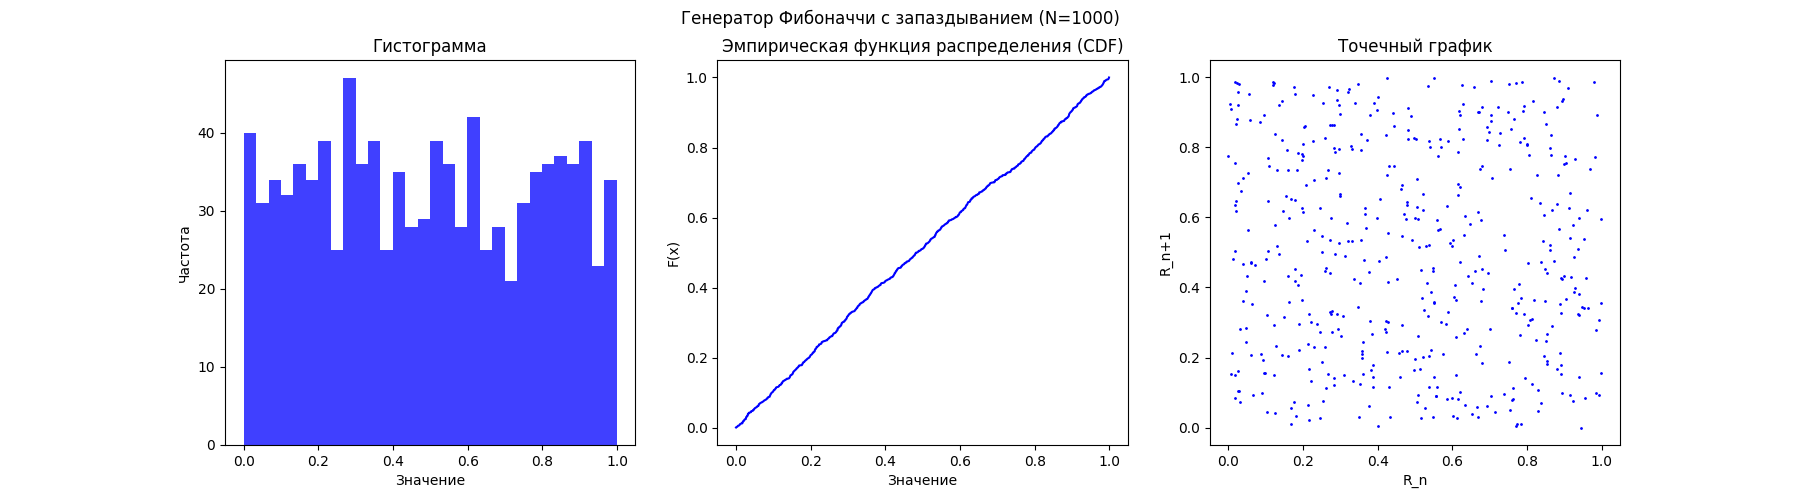 Генератор Фибоначчи с запаздыванием (N=1000)
Гистограмма
Частота
40
30
20
10
0
0.0 0.2 0.4 0.6 0.8 1.0
Значение
Эмпирическая функция распределения (CDF)
F(x)
1.0
0.8
0.6
0.4
0.2
0.0
0.0 0.2 0.4 0.6 0.8 1.0
Значение
Точечный график
R_n+1
1.0
0.8
0.6
0.4
0.2
0.0
0.0 0.2 0.4 0.6 0.8 1.0
R_n